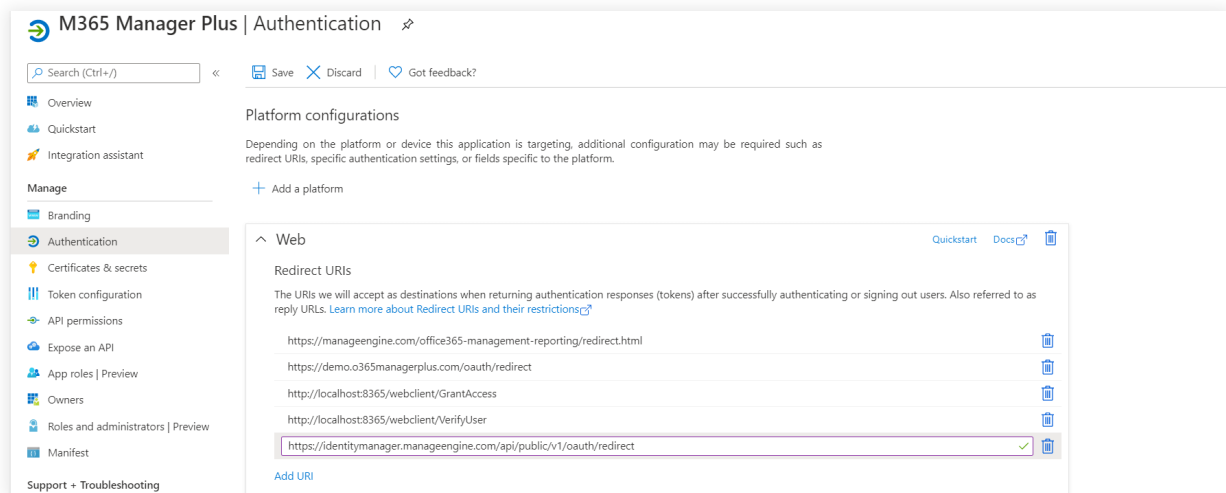 M365 Manager Plus | Authentication
Search (Ctrl+/)
«
Save
Discard
Got feedback?
Overview
Quickstart
Integration assistant
Manage
Branding
Authentication
Certificates & secrets
Token configuration
API permissions
Expose an API
App roles | Preview
Owners
Roles and administrators | Preview
Manifest
Support + Troubleshooting
Platform configurations
Depending on the platform or device this application is targeting, additional configuration may be required such as
redirect URIs, specific authentication settings, or fields specific to the platform.
Add a platform
Web
Quickstart
Docs
Redirect URIs
The URIs we will accept as destinations when returning authentication responses (tokens) after successfully authenticating or signing out users. Also referred to as
reply URLs. Learn more about Redirect URIs and their restrictions
https://manageengine.com/office365-management-reporting/redirect.html
https://demo.o365managerplus.com/oauth/redirect
http://localhost:8365/webclient/GrantAccess
http://localhost:8365/webclient/VerifyUser
https://identitymanager.manageengine.com/api/public/v1/oauth/redirect
Add URI